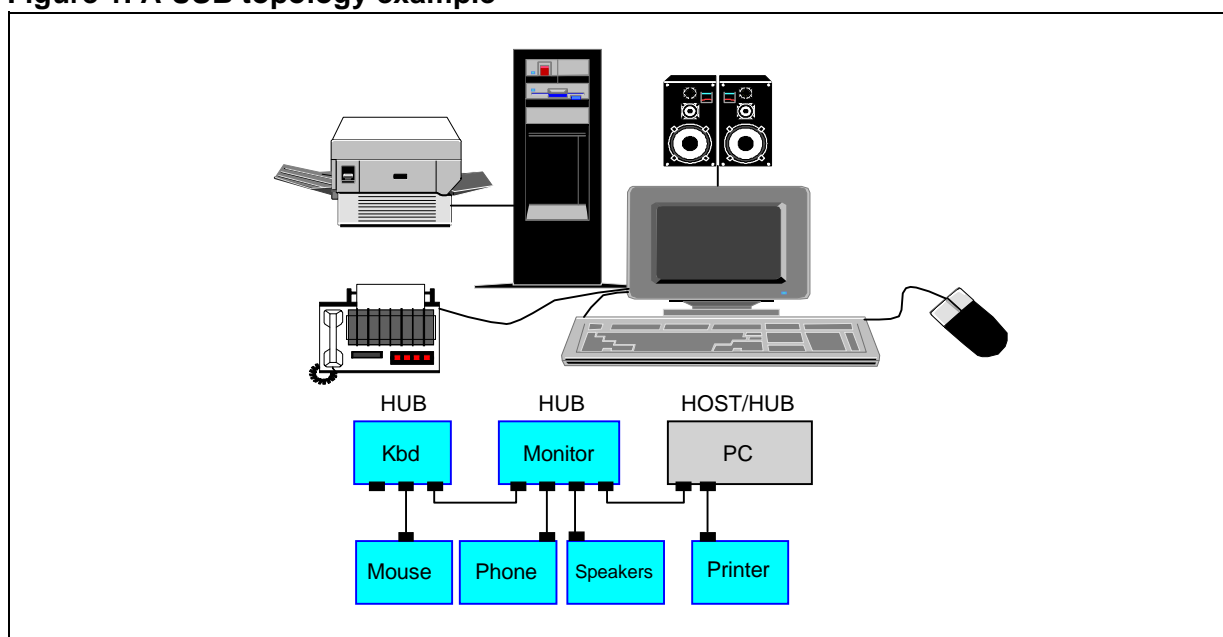 Figure 1. A USB topology example
HUB HUB HOST/HUB
Kbd Monitor PC
Mouse Phone Speakers Printer